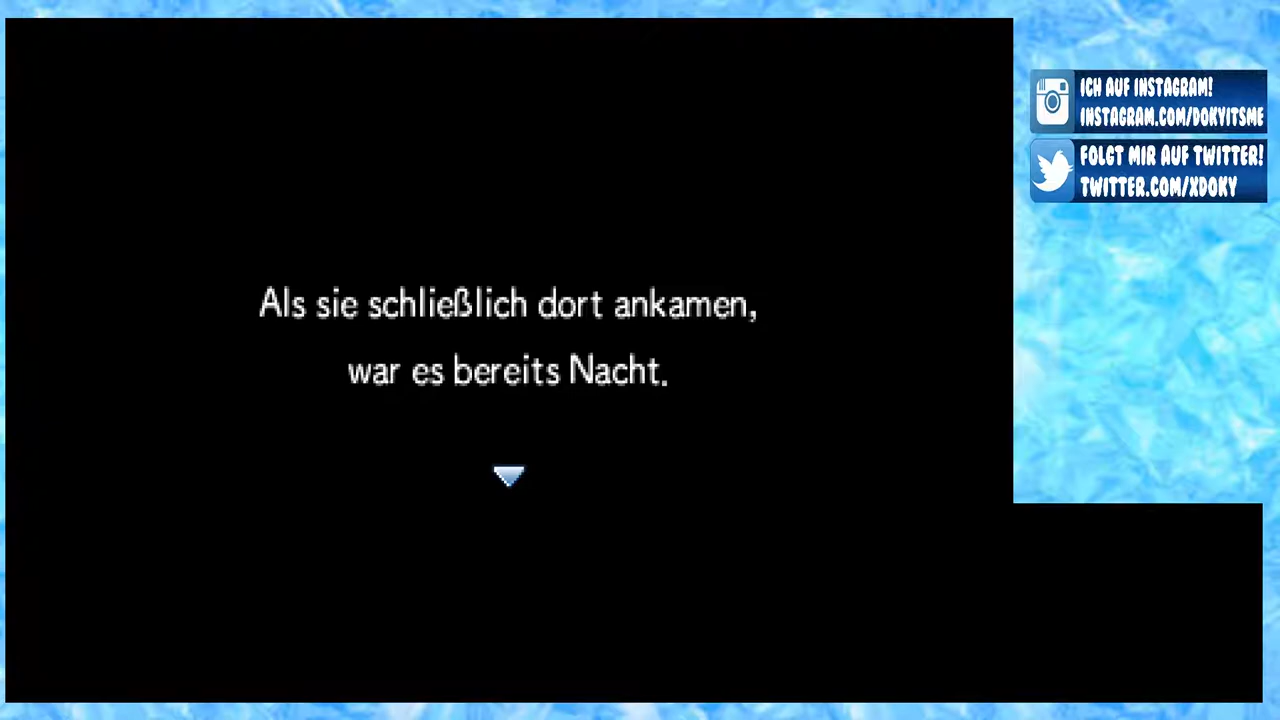 Als sie schließlich dort ankamen,
war es bereits Nacht.
ICH AUF INSTAGRAM!
INSTAGRAM.COM/DOKYITSME
FOLGT MIR AUF TWITTER!
TWITTER.COM/XDOKY